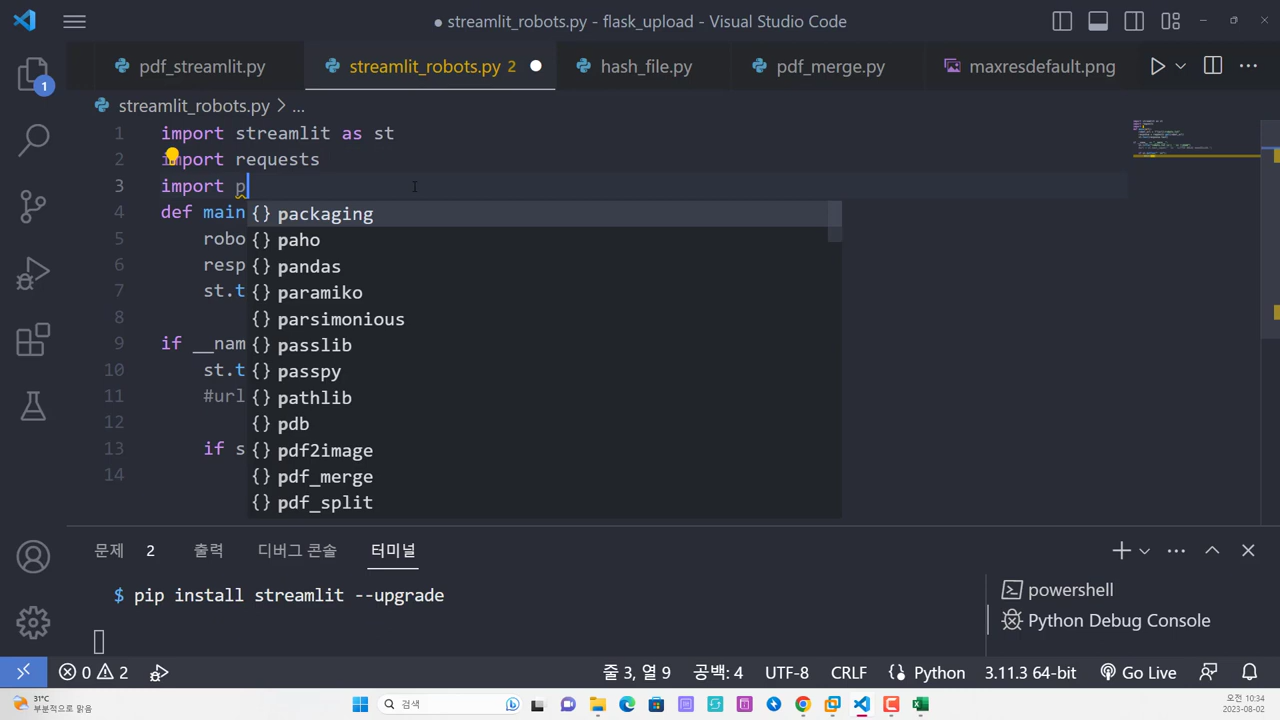 streamlit_robots.py - flask_upload - Visual Studio Code
1
pdf_streamlit.py
streamlit_robots.py 2
hash_file.py
pdf_merge.py
maxresdefault.png
streamlit_robots.py > ...
1 import streamlit as st
2 import requests
3 import p
4 def main
5 robo
6 resp
7 st.t
8
9 if __nam
10 st.t
11 #url
12
13 if s
14
{} packaging
{} paho
{} pandas
{} paramiko
{} parsimonious
{} passlib
{} passpy
{} pathlib
{} pdb
{} pdf2image
{} pdf_merge
{} pdf_split
문제 2 출력 디버그 콘솔 터미널
$ pip install streamlit --upgrade
powershell
Python Debug Console
0 2 줄 3, 열 9 공백: 4 UTF-8 CRLF {} Python 3.11.3 64-bit Go Live
31°C
부분적으로 맑음
검색
오전 10:34
2023-08-02